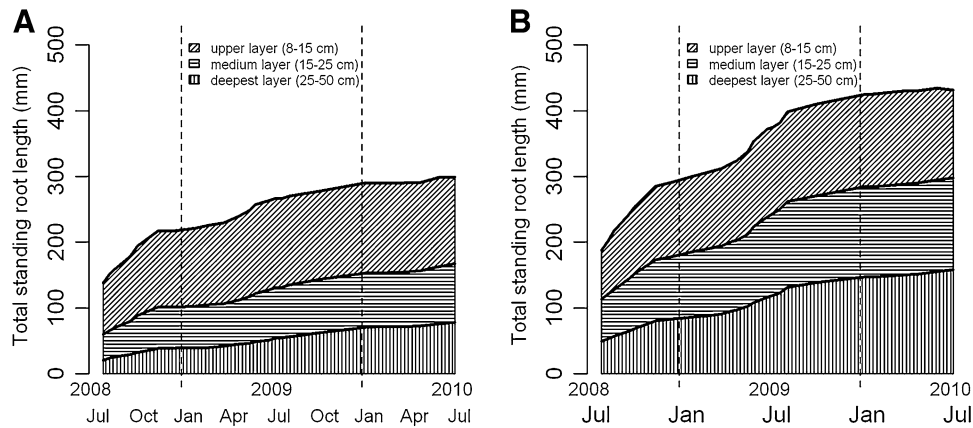 A
Total standing root length (mm)
500
400
300
200
100
0
upper layer (8-15 cm)
medium layer (15-25 cm)
deepest layer (25-50 cm)
2008 2009 2010
Jul Oct Jan Apr Jul Oct Jan Apr Jul
B
Total standing root length (mm)
500
400
300
200
100
0
upper layer (8-15 cm)
medium layer (15-25 cm)
deepest layer (25-50 cm)
2008 2009 2010
Jul Jan Jul Jan Jul